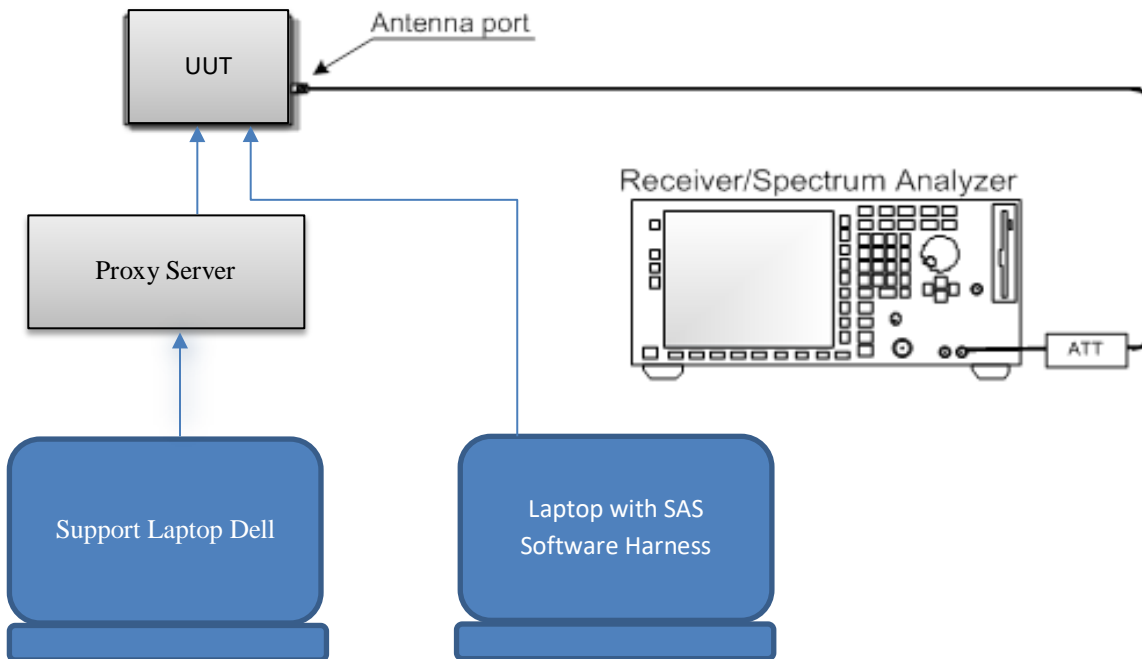 Antenna port
UUT
Receiver/Spectrum Analyzer
Proxy Server
ATT
Support Laptop Dell
Laptop with SAS
Software Harness